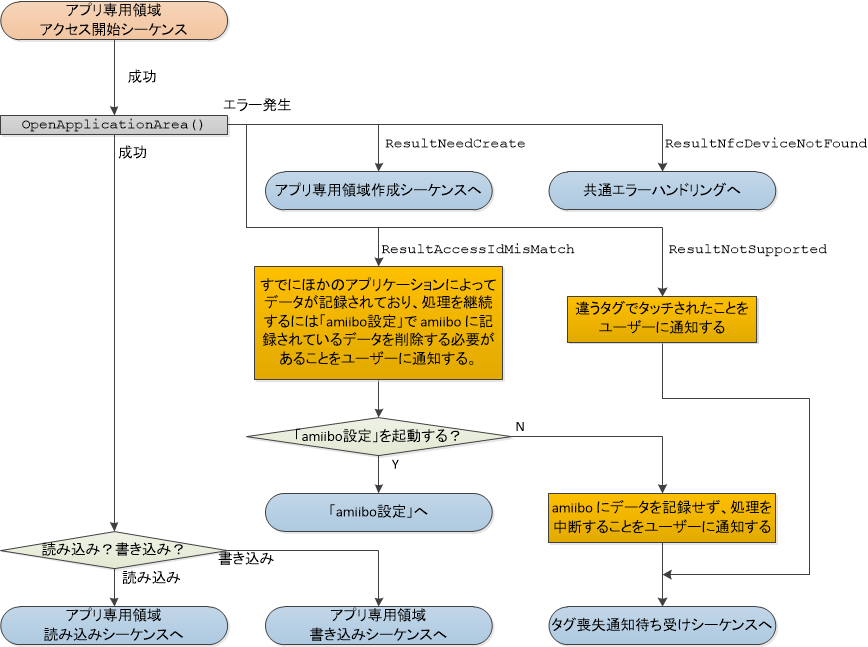 アプリ専用領域
アクセス開始シーケンス
成功
エラー発生
OpenApplicationArea()
成功
ResultNeedCreate
ResultNfcDeviceNotFound
アプリ専用領域作成シーケンスへ
共通エラーハンドリングへ
ResultAccessIdMisMatch
ResultNotSupported
すでにほかのアプリケーションによって
データが記録されており、処理を継続
するには「amiibo設定」で amiibo に記
録されているデータを削除する必要が
あることをユーザーに通知する。
違うタグでタッチされたことを
ユーザーに通知する
「amiibo設定」を起動する？
N
Y
「amiibo設定」へ
amiibo にデータを記録せず、処理を
中断することをユーザーに通知する
読み込み？書き込み？
書き込み
読み込み
アプリ専用領域
読み込みシーケンスへ
アプリ専用領域
書き込みシーケンスへ
タグ喪失通知待ち受けシーケンスへ